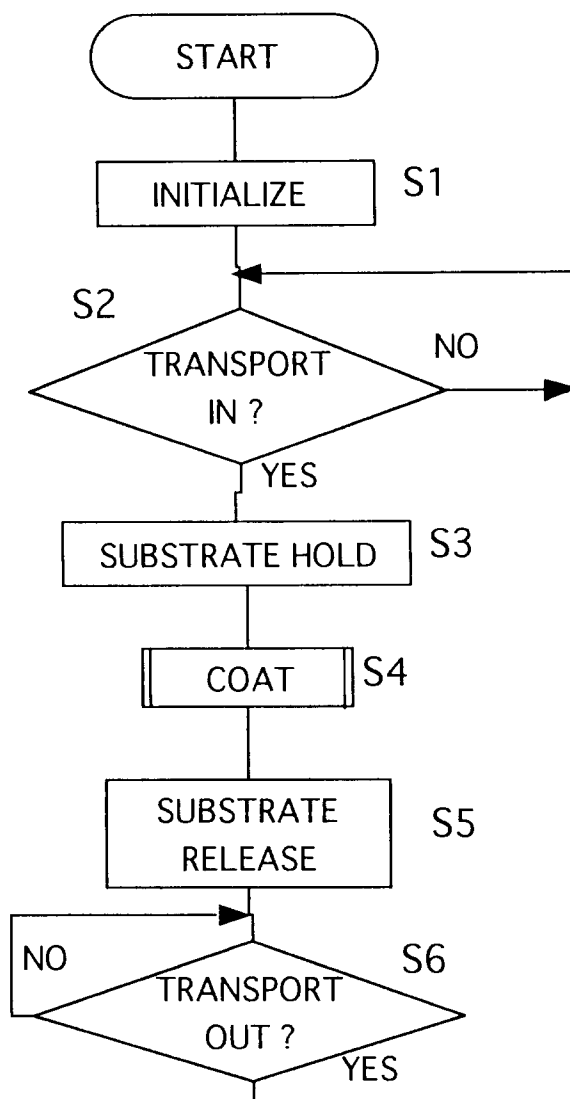 START
INITIALIZE
S1
S2
TRANSPORT
IN ?
NO
YES
SUBSTRATE HOLD
S3
COAT
S4
SUBSTRATE
RELEASE
S5
NO
S6
TRANSPORT
OUT ?
YES